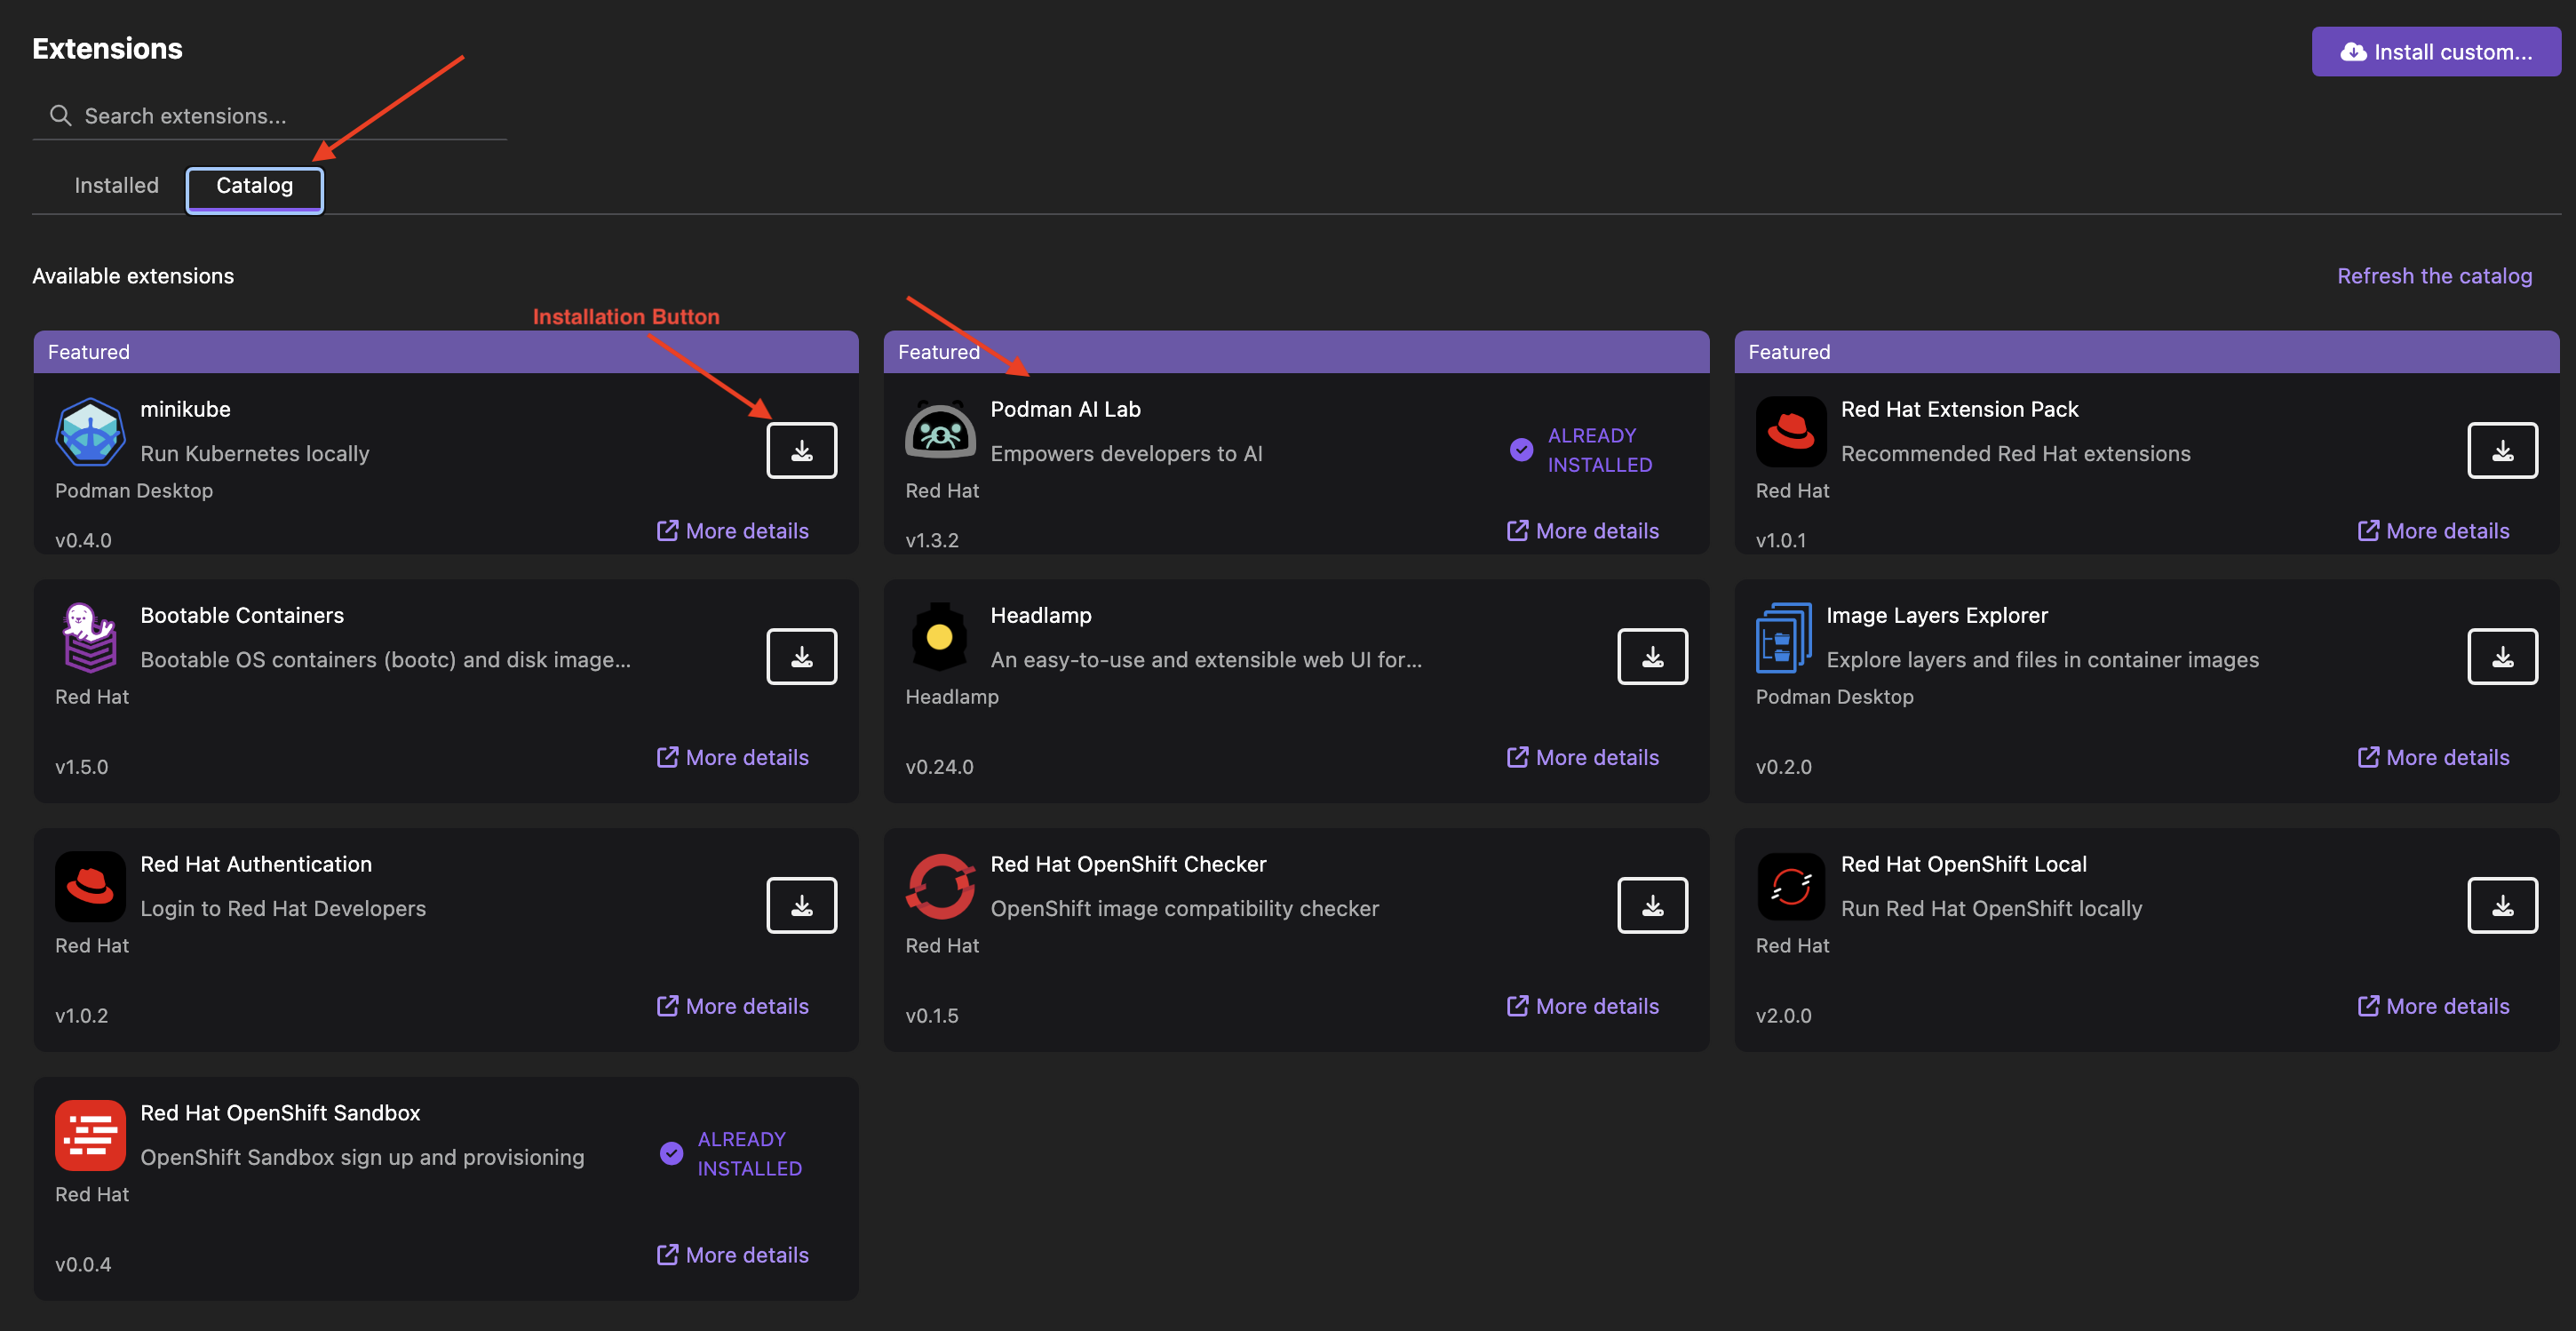 Extensions
Install custom...
Search extensions...
Installed
Catalog
Available extensions
Refresh the catalog
Installation Button
Featured
minikube
Run Kubernetes locally
Podman Desktop
v0.4.0
More details
Featured
Podman AI Lab
Empowers developers to AI
ALREADY
INSTALLED
Red Hat
v1.3.2
More details
Featured
Red Hat Extension Pack
Recommended Red Hat extensions
Red Hat
v1.0.1
More details
Bootable Containers
Bootable OS containers (bootc) and disk image...
Red Hat
v1.5.0
More details
Headlamp
An easy-to-use and extensible web UI for...
Headlamp
v0.24.0
More details
Image Layers Explorer
Explore layers and files in container images
Podman Desktop
v0.2.0
More details
Red Hat Authentication
Login to Red Hat Developers
Red Hat
v1.0.2
More details
Red Hat OpenShift Checker
OpenShift image compatibility checker
Red Hat
v0.1.5
More details
Red Hat OpenShift Local
Run Red Hat OpenShift locally
Red Hat
v2.0.0
More details
Red Hat OpenShift Sandbox
OpenShift Sandbox sign up and provisioning
ALREADY
INSTALLED
Red Hat
v0.0.4
More details